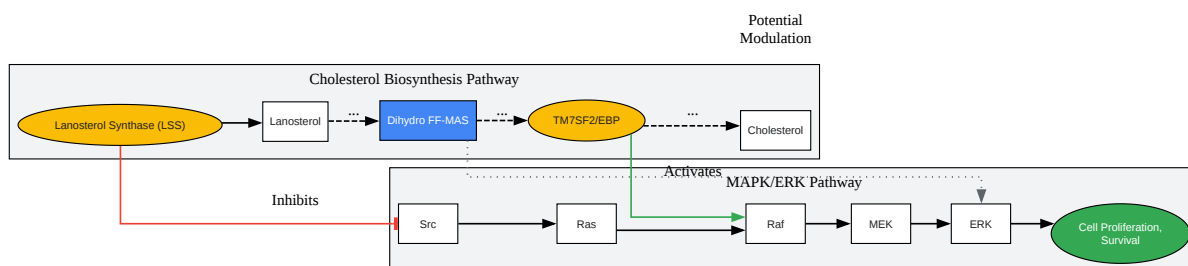 Potential
Modulation
Cholesterol Biosynthesis Pathway
Lanosterol Synthase (LSS)
Lanosterol
...
Dihydro FF-MAS
...
TM7SF2/EBP
...
Cholesterol
Activates
MAPK/ERK Pathway
Inhibits
Src
Ras
Raf
MEK
ERK
Cell Proliferation,
Survival